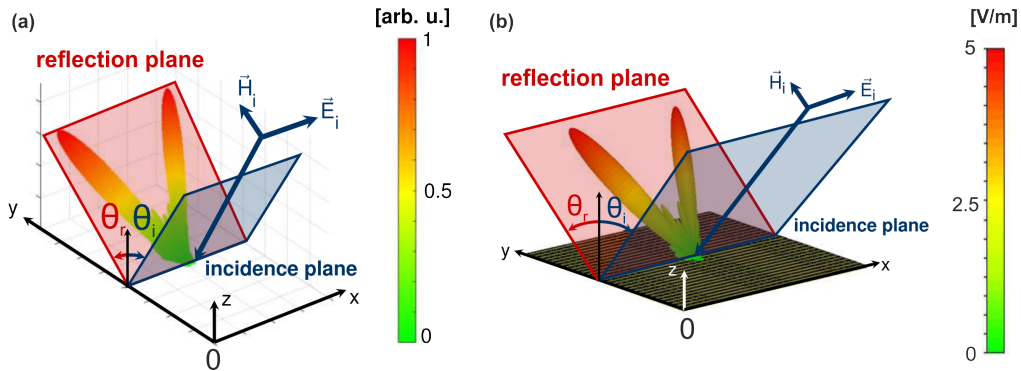 (a)
[arb. u.]
reflection plane
H⃗i
E⃗i
1
0.5
0
y
θr
θi
incidence plane
z
x
0
(b)
[V/m]
reflection plane
H⃗i
E⃗i
5
2.5
0
θr
θi
incidence plane
y
z
x
0